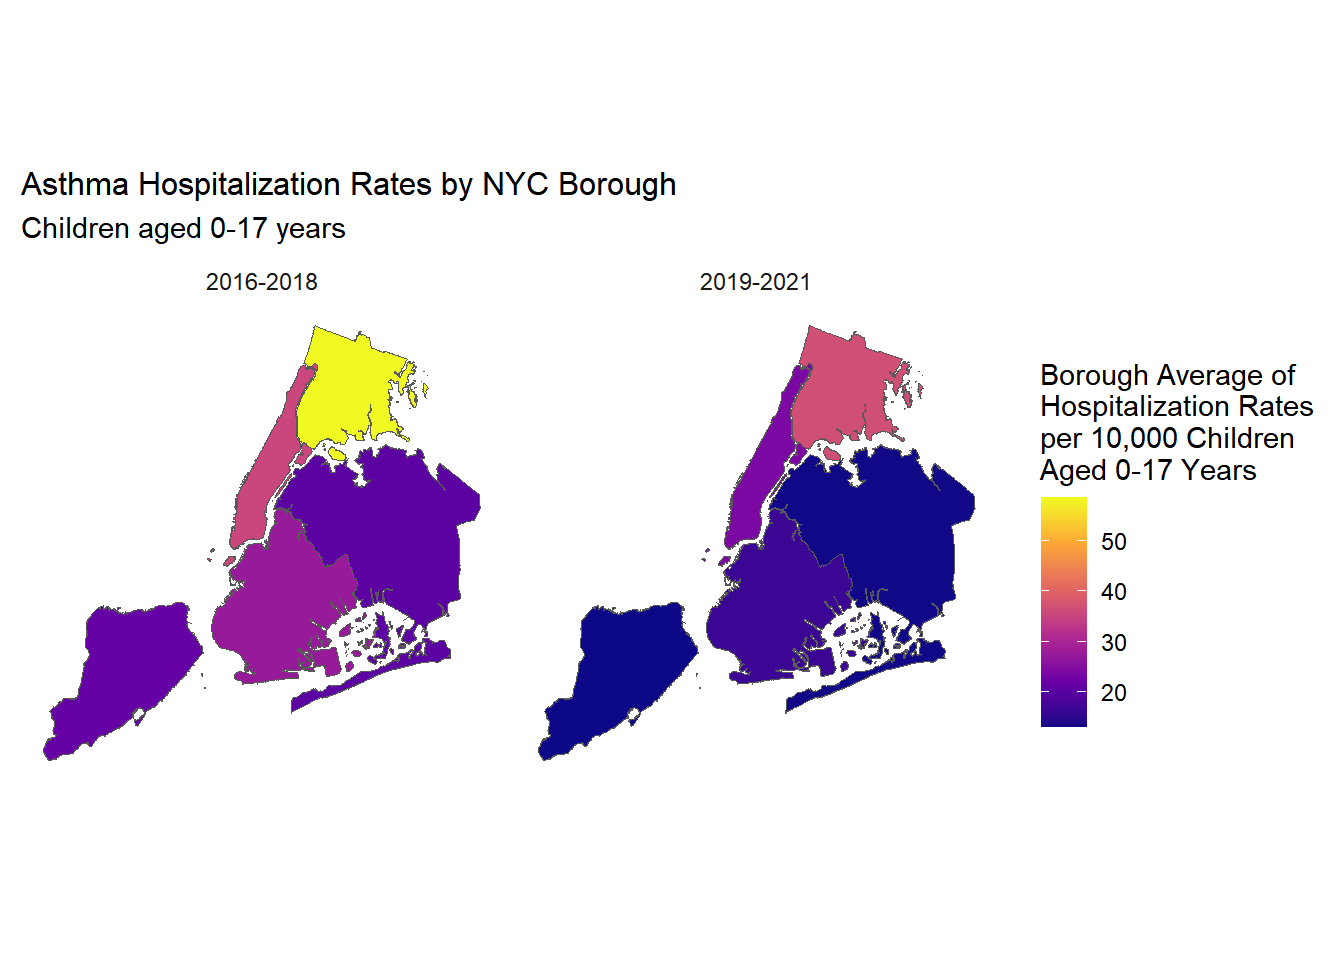 Asthma Hospitalization Rates by NYC Borough
Children aged 0-17 years
2016-2018
2019-2021
Borough Average of
Hospitalization Rates
per 10,000 Children
Aged 0-17 Years
50
40
30
20